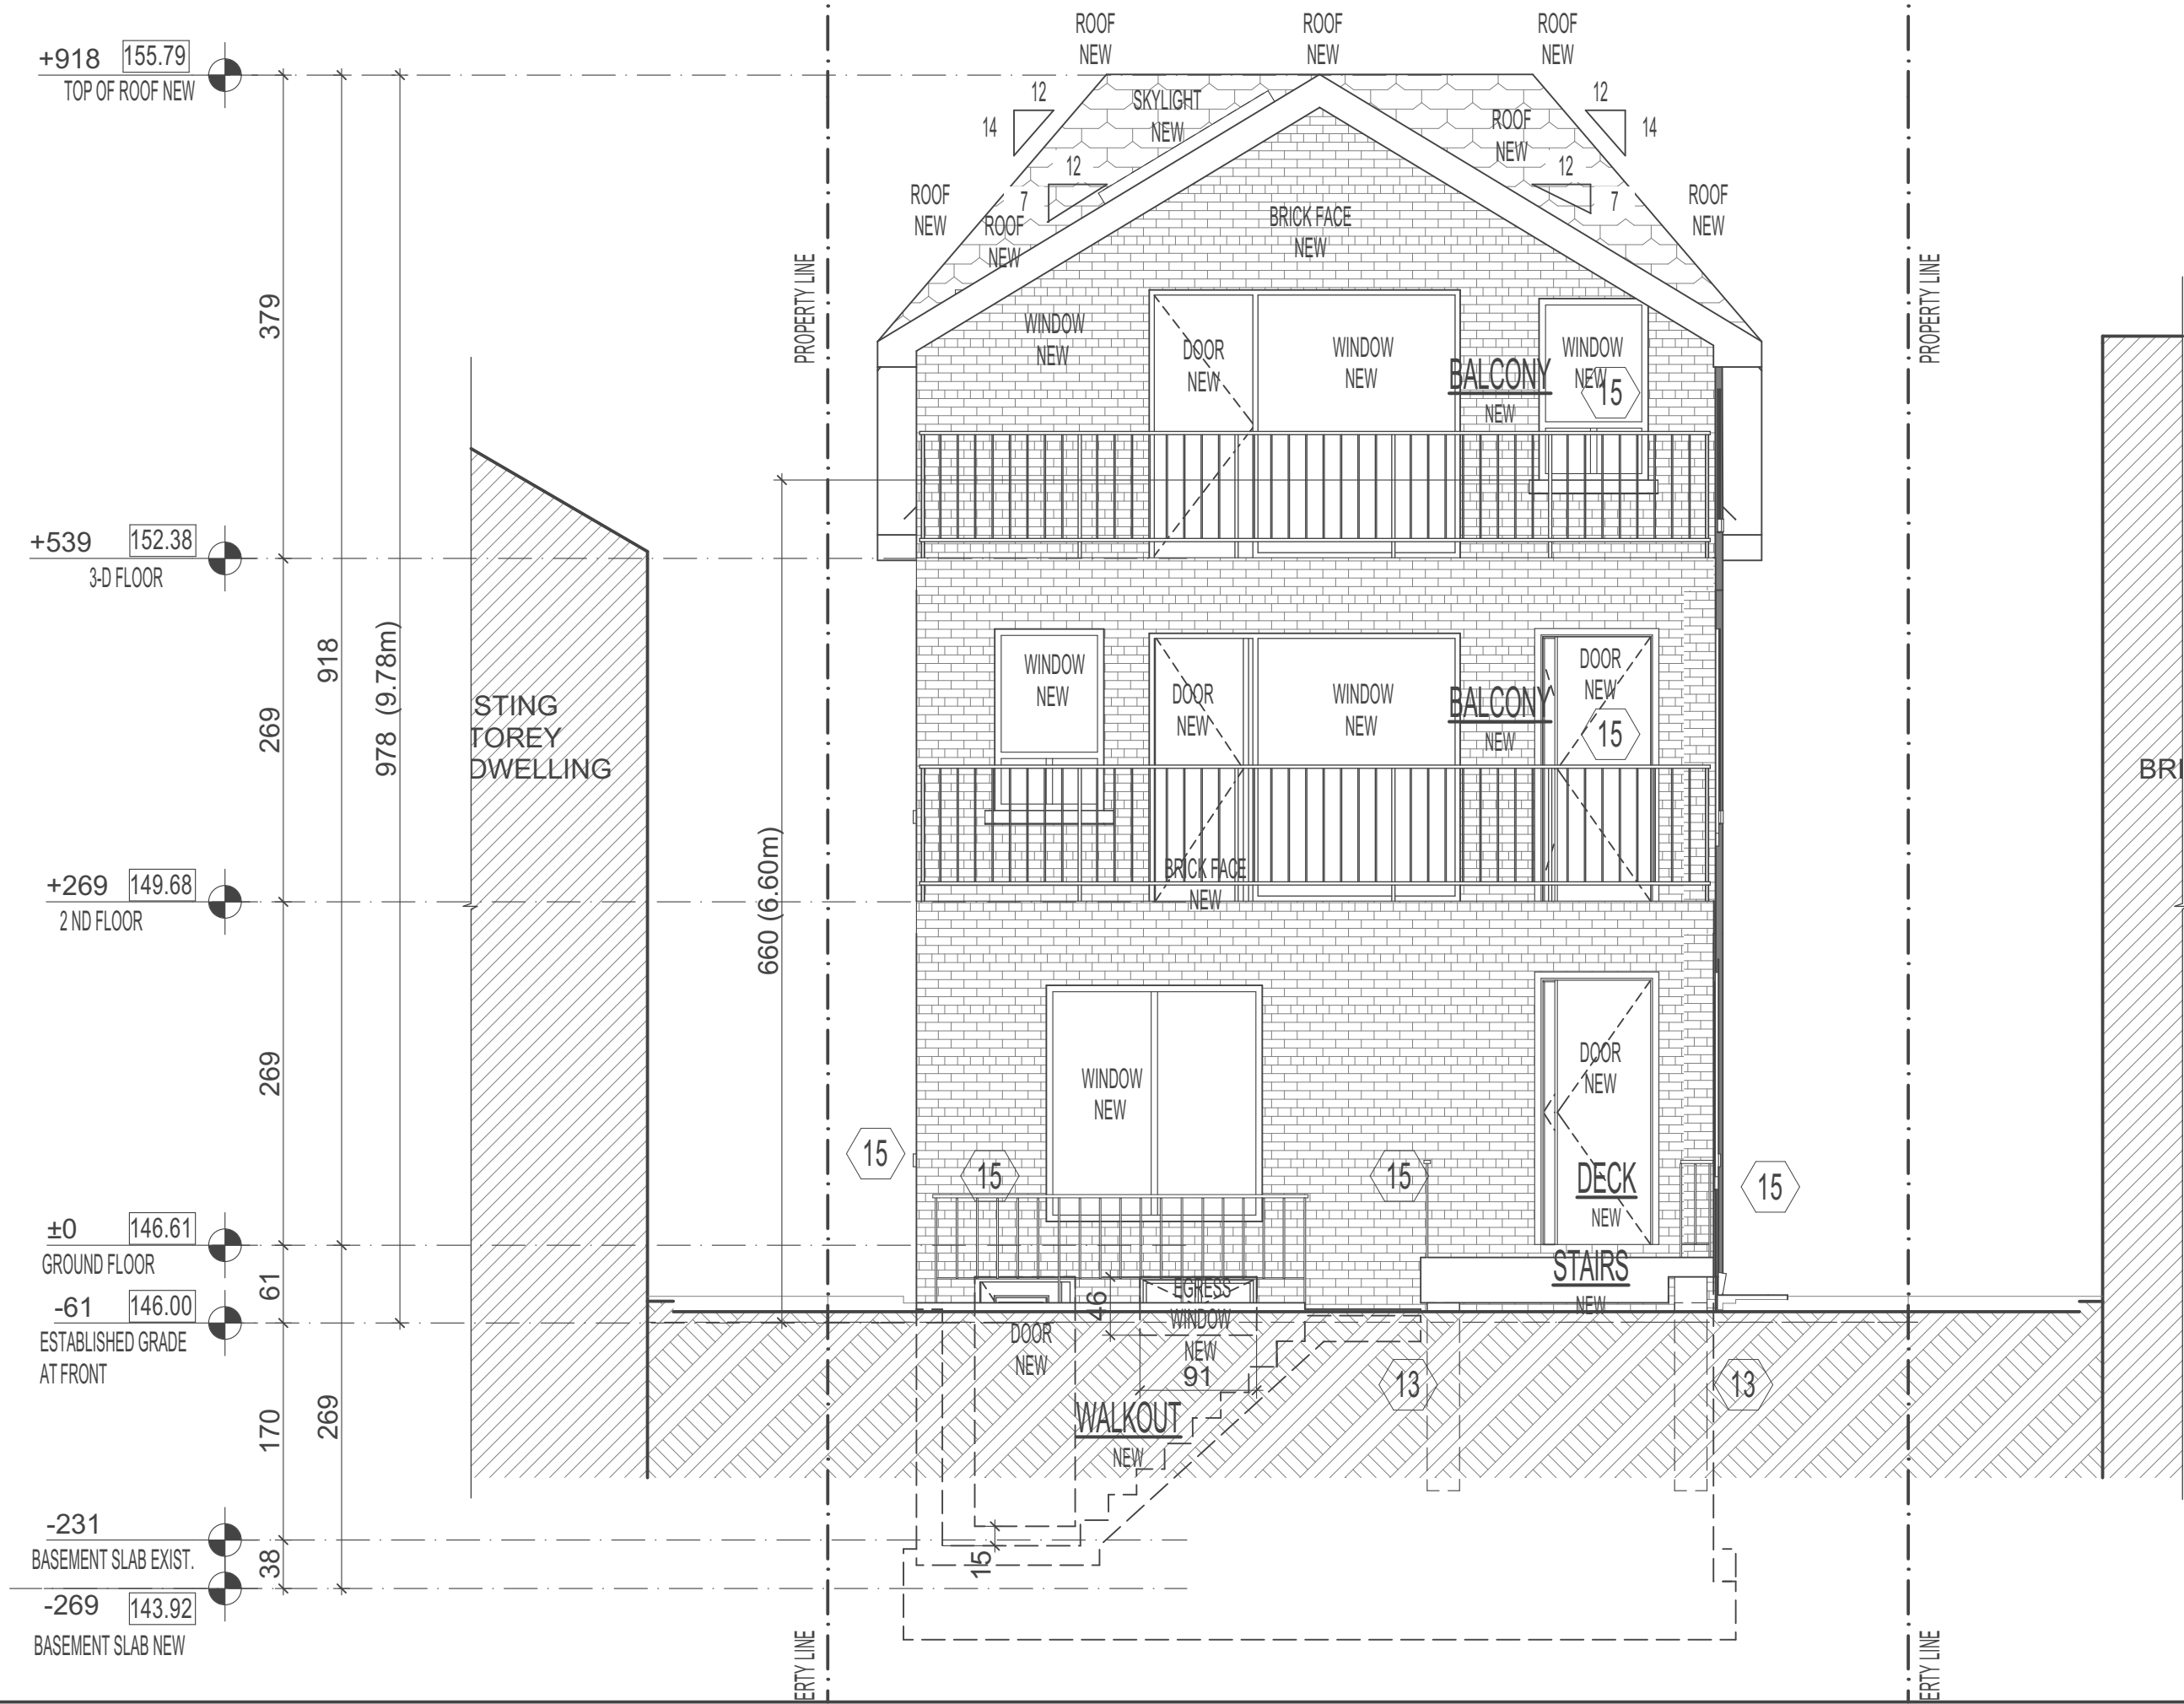 ROOF
NEW
ROOF
NEW
ROOF
NEW
+918 155.79
TOP OF ROOF NEW
12
14
SKYLIGHT
NEW
ROOF
NEW
12
14
12
7
12
7
ROOF
NEW
ROOF
NEW
BRICK FACE
NEW
ROOF
NEW
PROPERTY LINE
PROPERTY LINE
379
WINDOW
NEW
DOOR
NEW
WINDOW
NEW
BALCONY
NEW
WINDOW
NEW
15
+539 152.38
3-D FLOOR
918
978 (9.78m)
269
STING
TOREY
DWELLING
WINDOW
NEW
DOOR
NEW
WINDOW
NEW
BALCONY
NEW
DOOR
NEW
15
BRI
660 (6.60m)
BRICK FACE
NEW
+269 149.68
2 ND FLOOR
269
WINDOW
NEW
DOOR
NEW
15
15
15
DECK
NEW
15
±0 146.61
GROUND FLOOR
61
STAIRS
NEW
-61 146.00
ESTABLISHED GRADE
AT FRONT
46
EGRESS
WINDOW
NEW
91
DOOR
NEW
13
13
170
269
WALKOUT
NEW
-231
BASEMENT SLAB EXIST.
38
15
-269 143.92
BASEMENT SLAB NEW
ERTY LINE
ERTY LINE